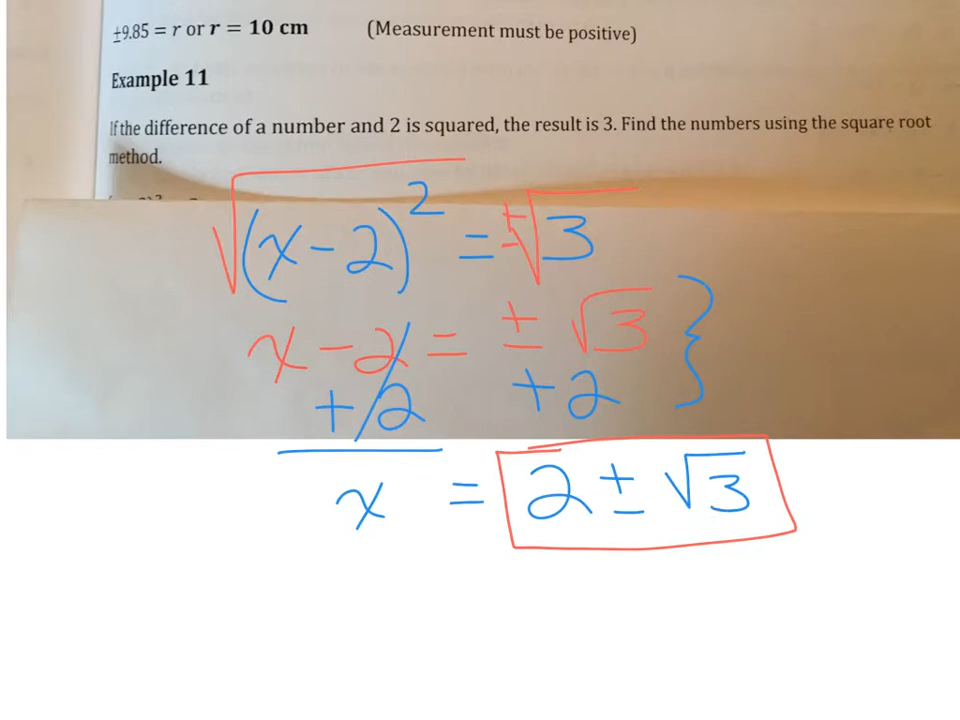 ±9.85 = r or r = 10 cm (Measurement must be positive)
Example 11
If the difference of a number and 2 is squared, the result is 3. Find the numbers using the square root
method.
√(x-2)² = ±√3
x - 2 = ± √3 }
+ 2 + 2
x = 2 ± √3